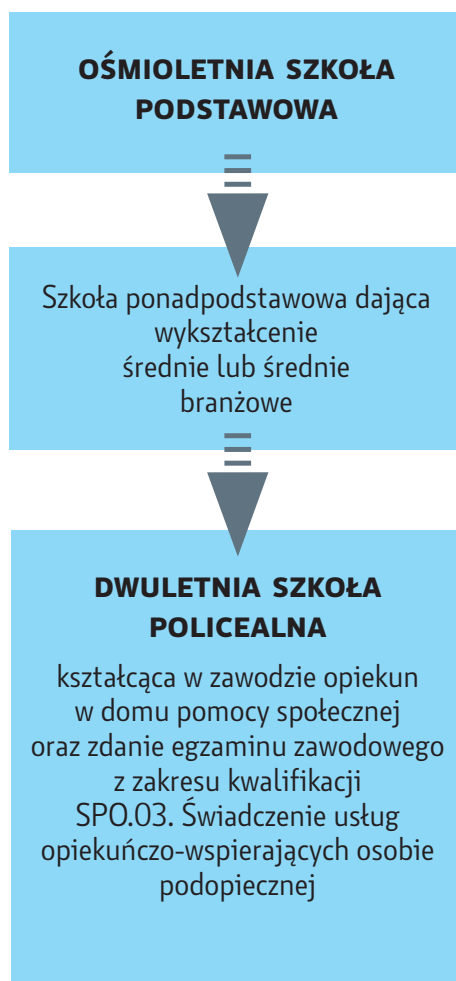 OŚMIOLETNIA SZKOŁA
PODSTAWOWA
Szkoła ponadpodstawowa dająca
wykształcenie
średnie lub średnie
branżowe
DWULETNIA SZKOŁA
POLICEALNA
kształcąca w zawodzie opiekun
w domu pomocy społecznej
oraz zdanie egzaminu zawodowego
z zakresu kwalifikacji
SPO.03. Świadczenie usług
opiekuńczo-wspierających osobie
podopiecznej